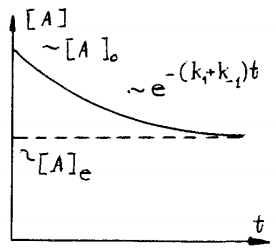 [A]
~[A]₀
~e^-(k₁+k₋₁)t
~[A]ₑ
t